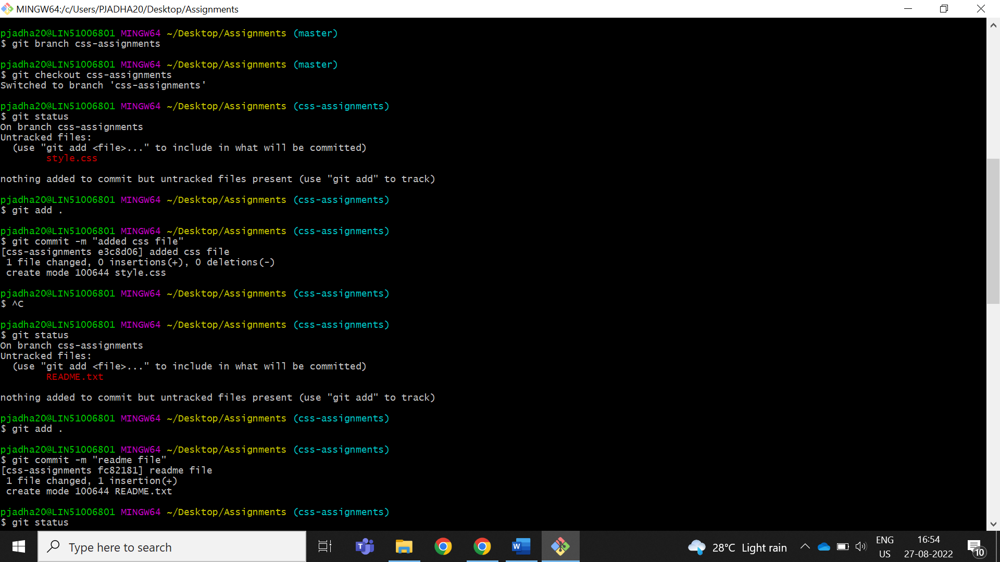 MINGW64:/c/Users/PJADHA20/Desktop/Assignments
pjadha20@LIN51006801 MINGW64 ~/Desktop/Assignments (master)
$ git branch css-assignments
pjadha20@LIN51006801 MINGW64 ~/Desktop/Assignments (master)
$ git checkout css-assignments
Switched to branch 'css-assignments'
pjadha20@LIN51006801 MINGW64 ~/Desktop/Assignments (css-assignments)
$ git status
On branch css-assignments
Untracked files:
  (use "git add <file>..." to include in what will be committed)
        style.css
nothing added to commit but untracked files present (use "git add" to track)
pjadha20@LIN51006801 MINGW64 ~/Desktop/Assignments (css-assignments)
$ git add .
pjadha20@LIN51006801 MINGW64 ~/Desktop/Assignments (css-assignments)
$ git commit -m "added css file"
[css-assignments e3c8d06] added css file
 1 file changed, 0 insertions(+), 0 deletions(-)
 create mode 100644 style.css
pjadha20@LIN51006801 MINGW64 ~/Desktop/Assignments (css-assignments)
$ ^C
pjadha20@LIN51006801 MINGW64 ~/Desktop/Assignments (css-assignments)
$ git status
On branch css-assignments
Untracked files:
  (use "git add <file>..." to include in what will be committed)
        README.txt
nothing added to commit but untracked files present (use "git add" to track)
pjadha20@LIN51006801 MINGW64 ~/Desktop/Assignments (css-assignments)
$ git add .
pjadha20@LIN51006801 MINGW64 ~/Desktop/Assignments (css-assignments)
$ git commit -m "readme file"
[css-assignments fc82181] readme file
 1 file changed, 1 insertion(+)
 create mode 100644 README.txt
pjadha20@LIN51006801 MINGW64 ~/Desktop/Assignments (css-assignments)
$ git status
Type here to search
T
W
28°C Light rain
ENG
US
16:54
27-08-2022
10